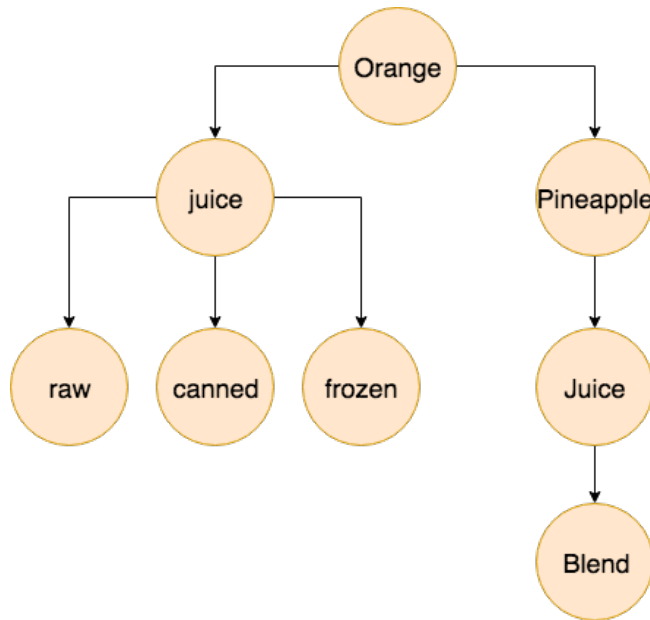 Orange
juice
Pineapple
raw
canned
frozen
Juice
Blend